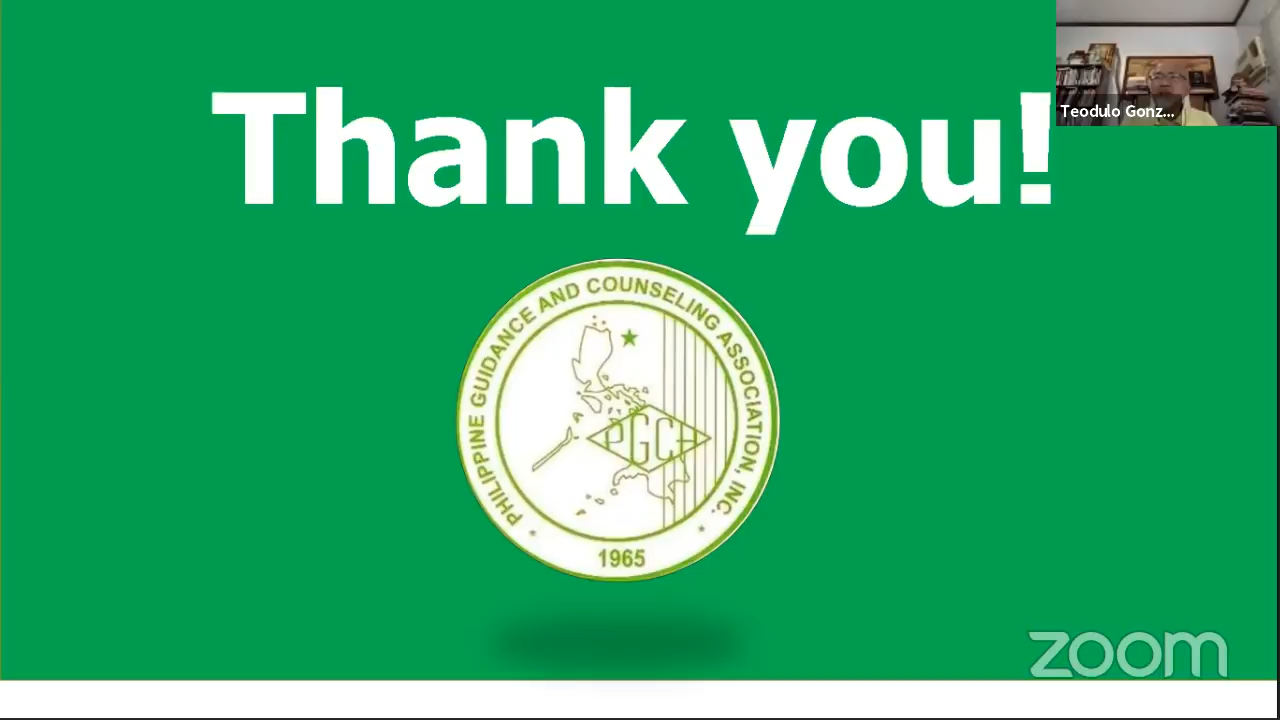 Thank you!
Teodulo Gonz...
PHILIPPINE GUIDANCE AND COUNSELING ASSOCIATION, INC.
PGCA
1965
zoom